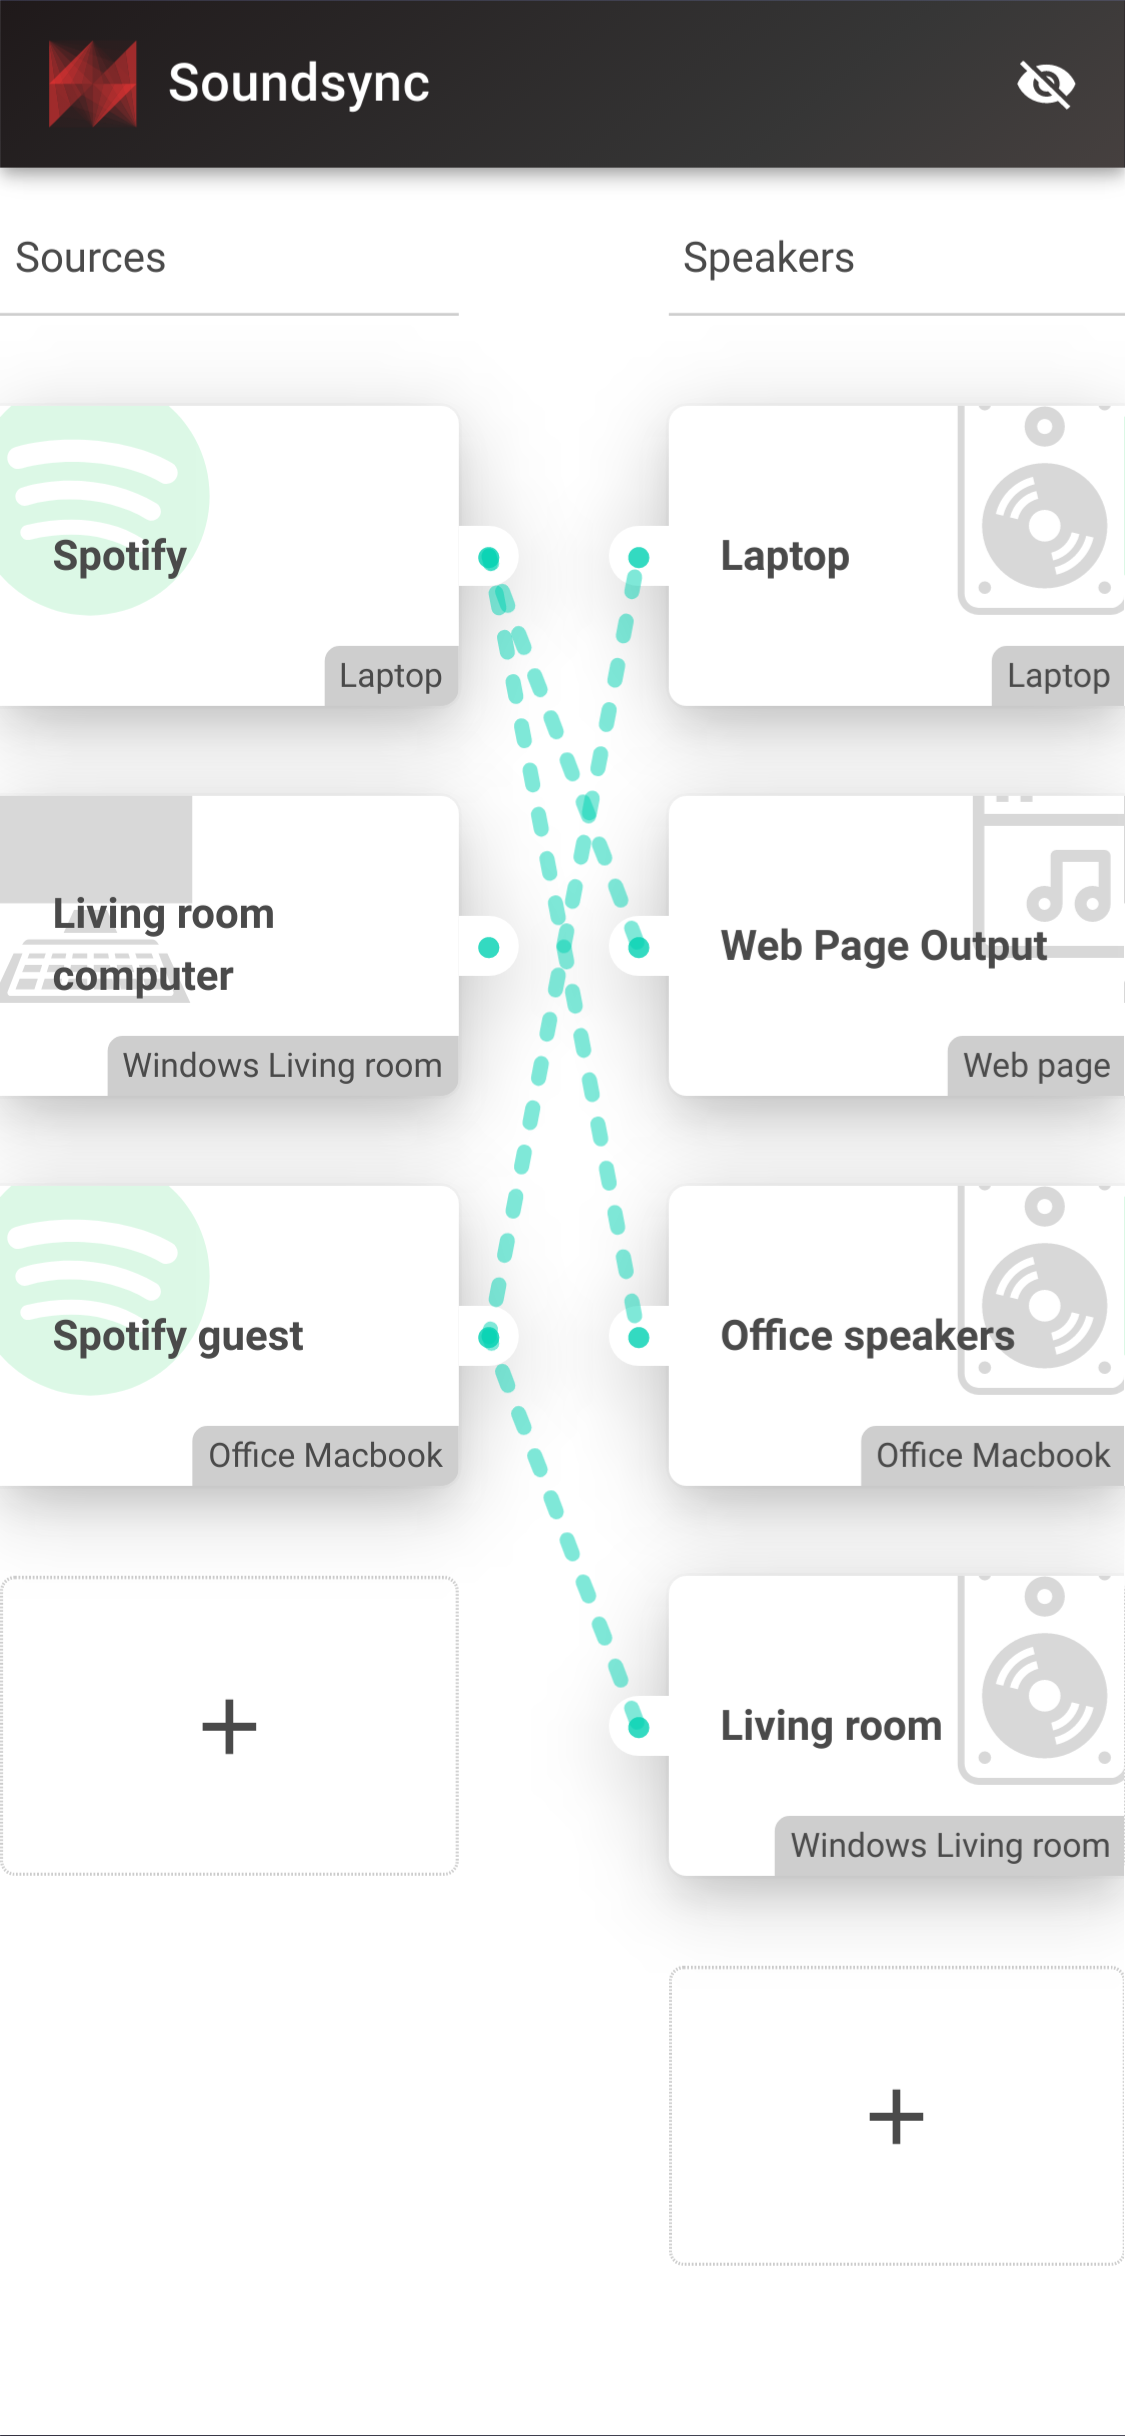 Soundsync
Sources
Speakers
Spotify
Laptop
Laptop
Laptop
Living room
computer
Windows Living room
Web Page Output
Web page
Spotify guest
Office Macbook
Office speakers
Office Macbook
Living room
Windows Living room